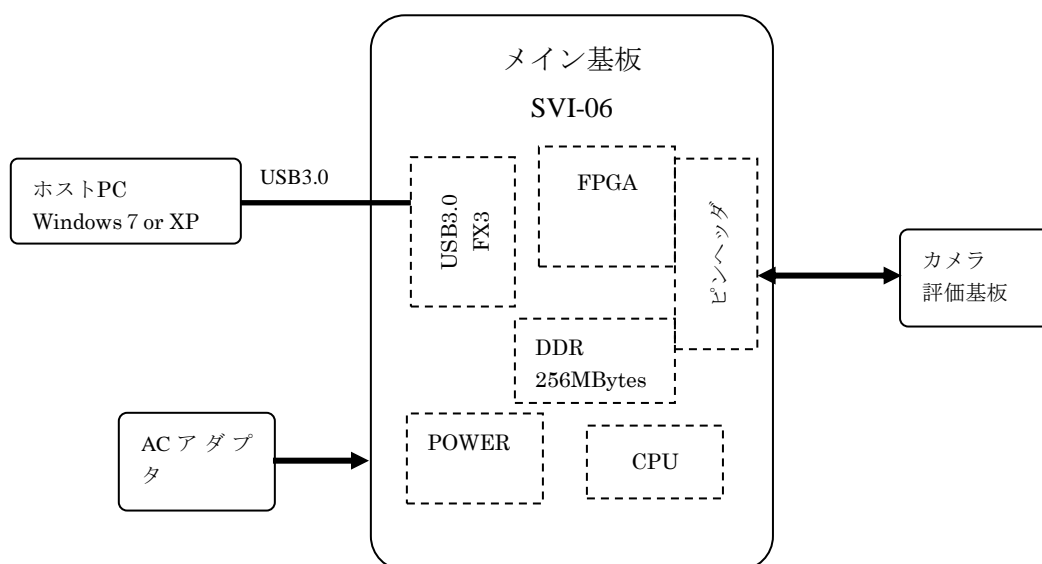 メイン基板
SVI-06
ホストPC
Windows 7 or XP
USB3.0
USB3.0
FX3
FPGA
ピンヘッダ
カメラ
評価基板
DDR
256MBytes
ACアダプ
タ
POWER
CPU